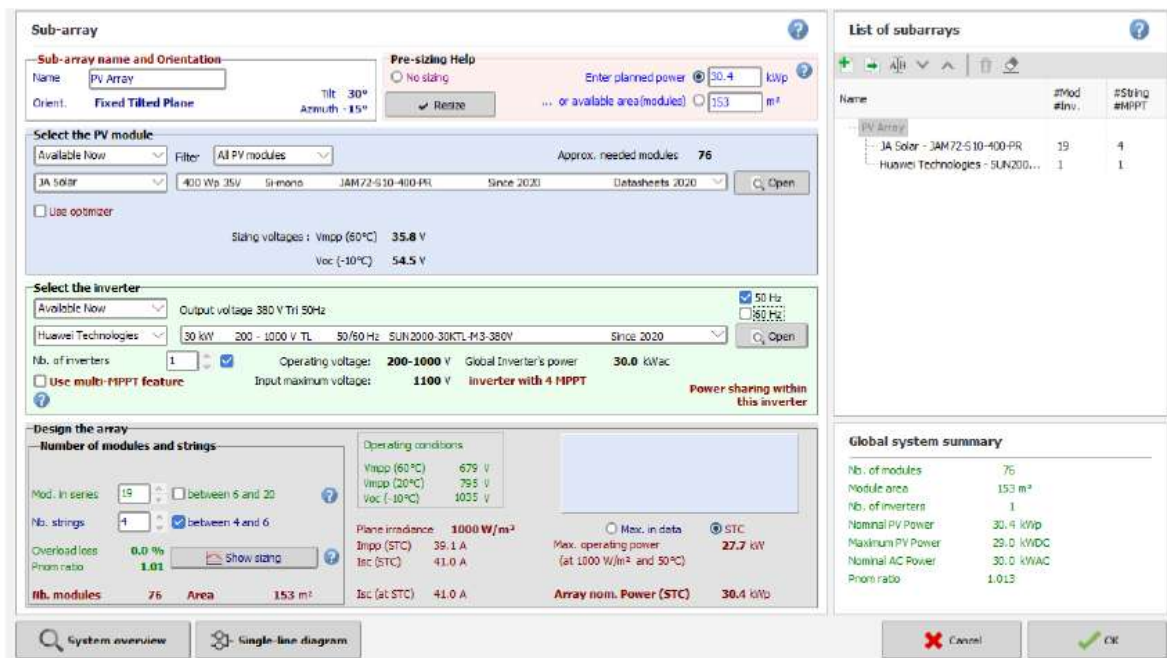 Sub-array
Sub-array name and Orientation
Name PV Array
Orient. Fixed Tilted Plane
Tilt 30°
Azmuth -15°
Pre-sizing Help
No sizing
Enter planned power 30.4 kWp
Resize
... or available area(modules) 153 m²
Select the PV module
Available Now Filter All PV modules Approx. needed modules 76
JA Solar 400 Wp 35V Si-mono JAM72-S10-400-PR Since 2020 Datasheets 2020 Open
Use optimizer
Sizing voltages : Vmpp (60°C) 35.8 V
Voc (-10°C) 54.5 V
Select the inverter
Available Now Output voltage 380 V Tri 50Hz
50 Hz
60 Hz
Huawei Technologies 30 kW 200 - 1000 V TL 50/60 Hz SUN2000-30KTL-M3-380V Since 2020 Open
Nb. of inverters 1 Operating voltage: 200-1000 V Global Inverter's power 30.0 kWac
Use multi-MPPT feature Input maximum voltage: 1100 V inverter with 4 MPPT
Power sharing within
this inverter
Design the array
Number of modules and strings
Mod. in series 19 between 6 and 20
Nb. strings 4 between 4 and 6
Overload loss 0.0 %
Pnom ratio 1.01
Show sizing
Nb. modules 76 Area 153 m²
Operating conditions
Vmpp (60°C) 679 V
Vmpp (20°C) 795 V
Voc (-10°C) 1035 V
Plane irradiance 1000 W/m²
Impp (STC) 39.1 A
Isc (STC) 41.0 A
Isc (at STC) 41.0 A
Max. in data STC
Max. operating power 27.7 kW
(at 1000 W/m² and 50°C)
Array nom. Power (STC) 30.4 kWp
System overview
Single-line diagram
List of subarrays
Name
#Mod #String
#Inv. #MPPT
PV Array
JA Solar - JAM72-S10-400-PR 19 4
Huawei Technologies - SUN200... 1 1
Global system summary
Nb. of modules 76
Module area 153 m²
Nb. of inverters 1
Nominal PV Power 30.4 kWp
Maximum PV Power 29.0 kWDC
Nominal AC Power 30.0 kWAC
Pnom ratio 1.013
Cancel
OK